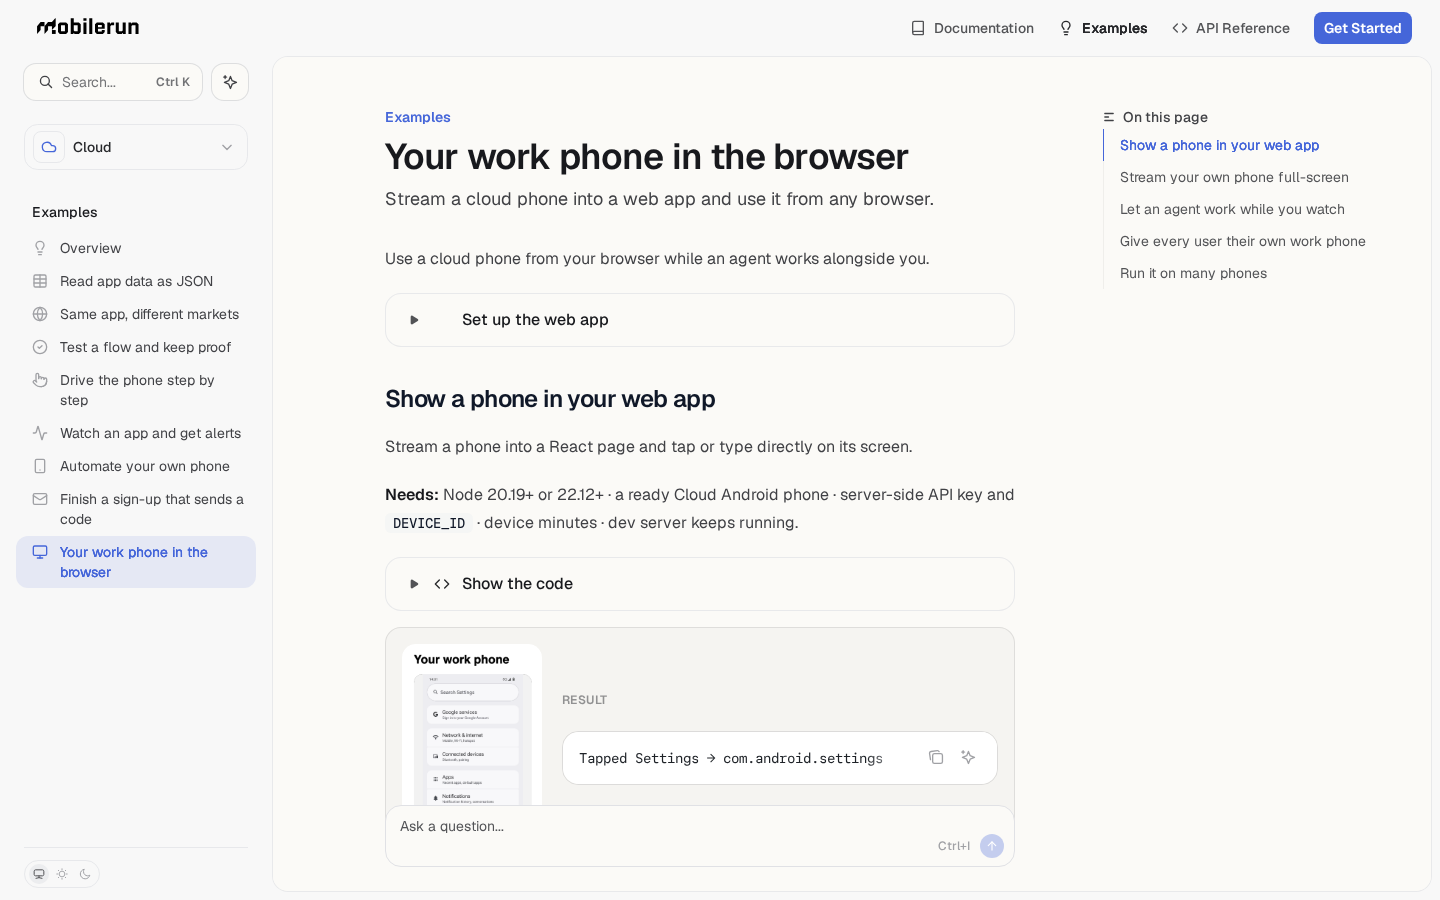 mobilerun
Documentation
Examples
API Reference
Get Started
Search...
Ctrl K
Cloud
Examples
Overview
Read app data as JSON
Same app, different markets
Test a flow and keep proof
Drive the phone step by
step
Watch an app and get alerts
Automate your own phone
Finish a sign-up that sends a
code
Your work phone in the
browser
Examples
Your work phone in the browser
Stream a cloud phone into a web app and use it from any browser.
Use a cloud phone from your browser while an agent works alongside you.
Set up the web app
Show a phone in your web app
Stream a phone into a React page and tap or type directly on its screen.
Needs: Node 20.19+ or 22.12+ · a ready Cloud Android phone · server-side API key and
DEVICE_ID · device minutes · dev server keeps running.
Show the code
Your work phone
Search Settings
Google services
Network & internet
Connected devices
Apps
Notifications
RESULT
Tapped Settings → com.android.settings
Ask a question...
Ctrl+I
On this page
Show a phone in your web app
Stream your own phone full-screen
Let an agent work while you watch
Give every user their own work phone
Run it on many phones